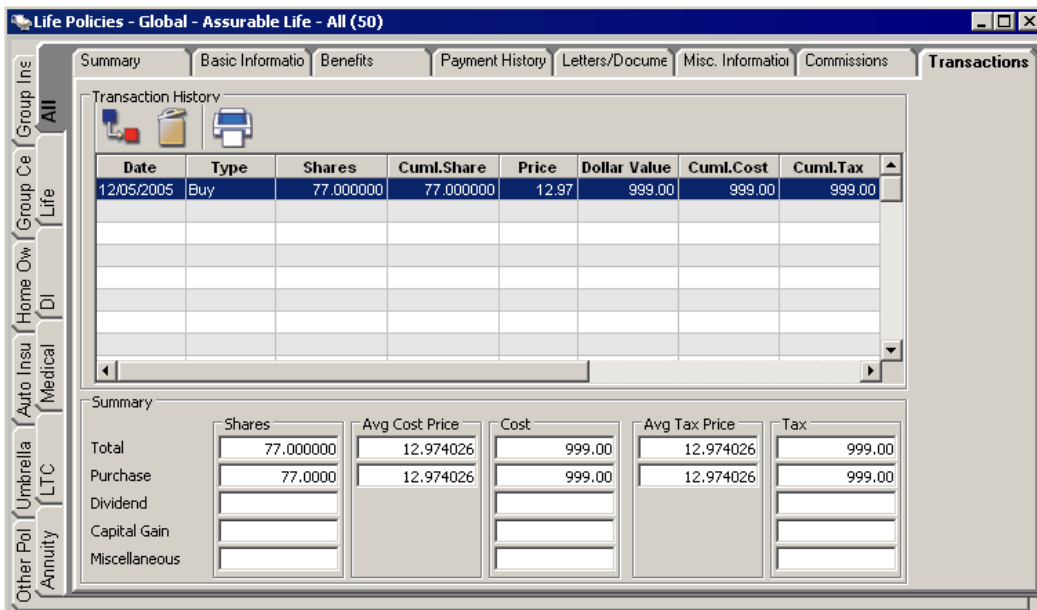 Life Policies - Global - Assurable Life - All (50)
Summary Basic Informatio Benefits Payment History Letters/Docume Misc. Informatior Commissions Transactions
Group Ins
Group Ce
Home Ow
Auto Insu
Umbrella
Other Pol
All
Life
DI
Medical
LTC
Annuity
Transaction History
Date Type Shares Cuml.Share Price Dollar Value Cuml.Cost Cuml.Tax
12/05/2005 Buy 77.000000 77.000000 12.97 999.00 999.00 999.00
Summary
Shares Avg Cost Price Cost Avg Tax Price Tax
Total 77.000000 12.974026 999.00 12.974026 999.00
Purchase 77.0000 12.974026 999.00 12.974026 999.00
Dividend
Capital Gain
Miscellaneous